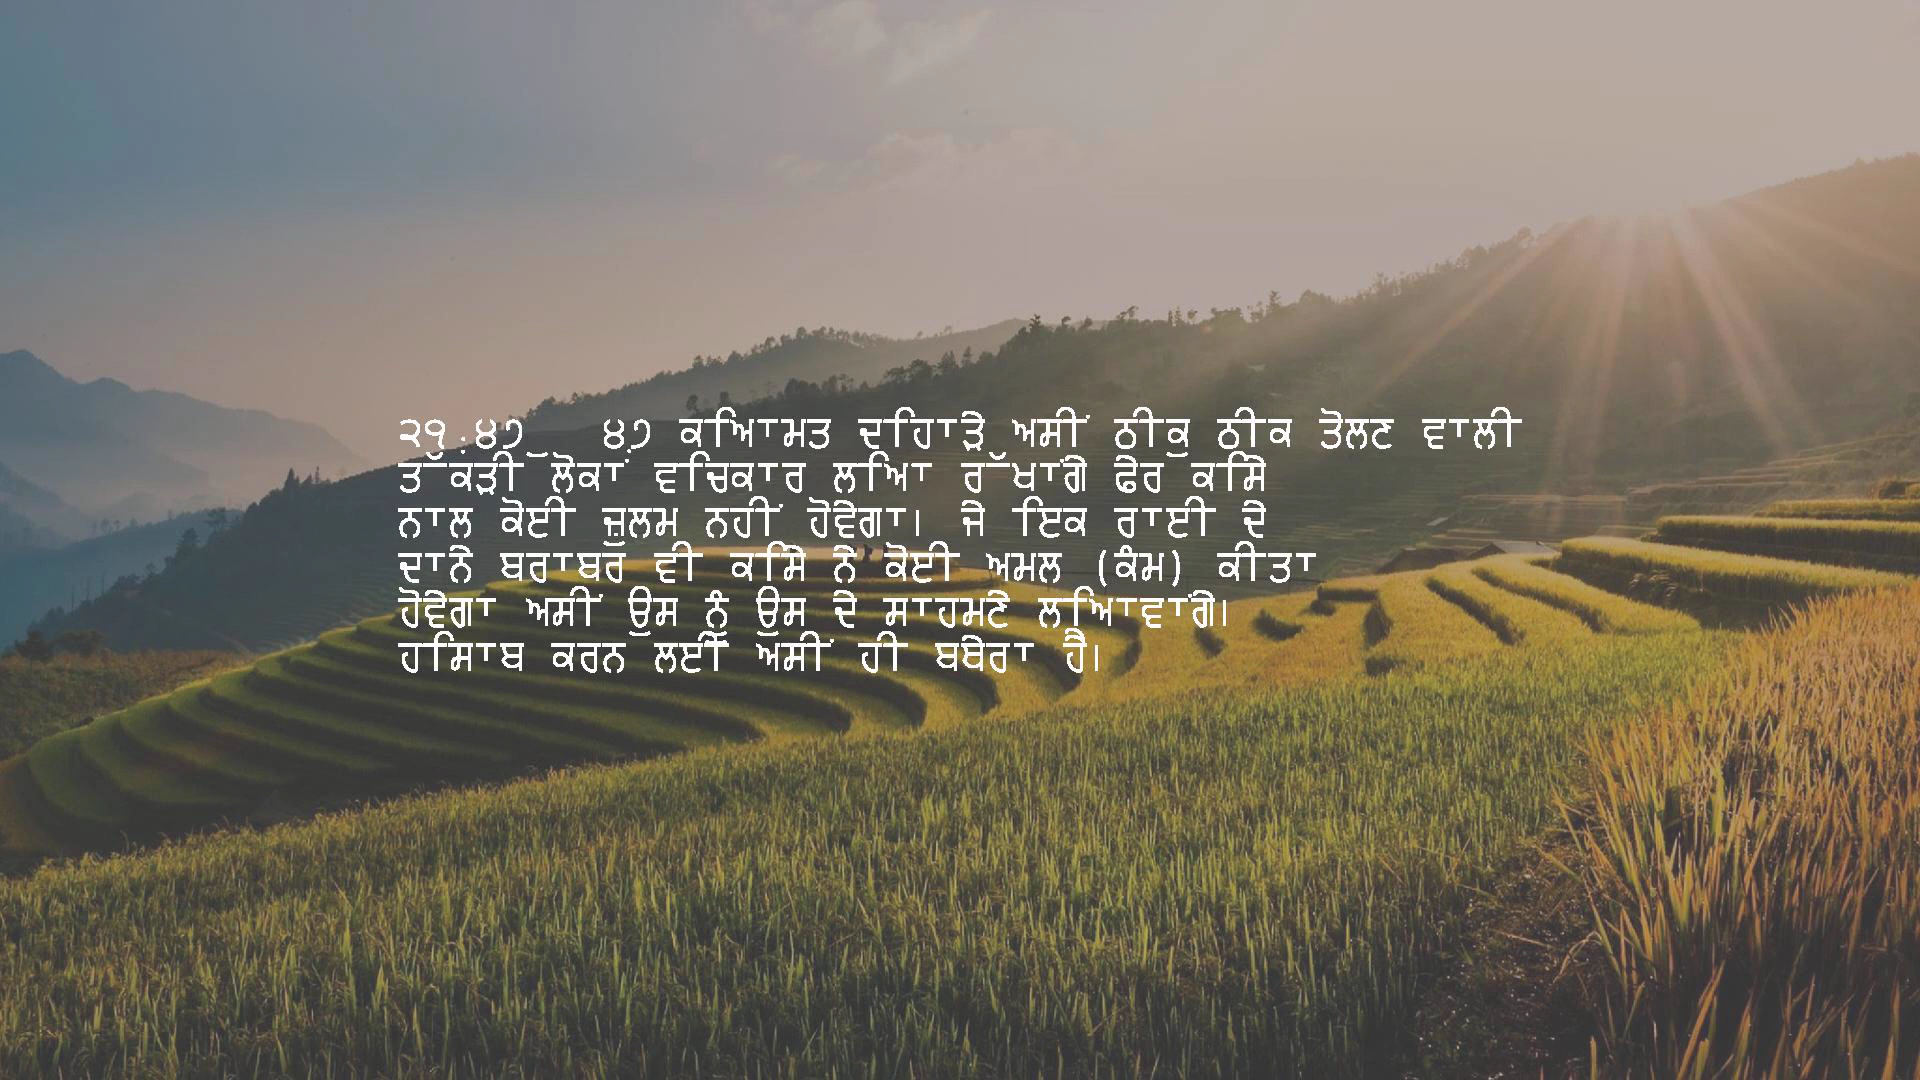 ੨੧.੪੭_ ੪੭ ਕਿਆਮਤ ਦਿਹਾੜੇ ਅਸੀਂ ਠੀਕੁ ਠੀਕ ਤੋਲਣ ਵਾਲੀ
ਤੱਕੜੀ ਲੋਕਾਂ ਵਿਚਕਾਰ ਲਿਆ ਰੱਖਾਂਗੇ ਫੇਰ ਕਿਸੇ
ਨਾਲ ਕੋਈ ਜ਼ੁਲਮ ਨਹੀਂ ਹੋਵੇਗਾ। ਜੇ ਇਕ ਰਾਈ ਦੇ
ਦਾਨੇ ਬਰਾਬਰ ਵੀ ਕਿਸੇ ਨੇ ਕੋਈ ਅਮਲ (ਕੰਮ) ਕੀਤਾ
ਹੋਵੇਗਾ ਅਸੀਂ ਉਸ ਨੂੰ ਉਸ ਦੇ ਸਾਹਮਣੇ ਲਿਆਵਾਂਗੇ।
ਹਿਸਾਬ ਕਰਨ ਲਈ ਅਸੀਂ ਹੀ ਬਥੇਰਾ ਹੈ।